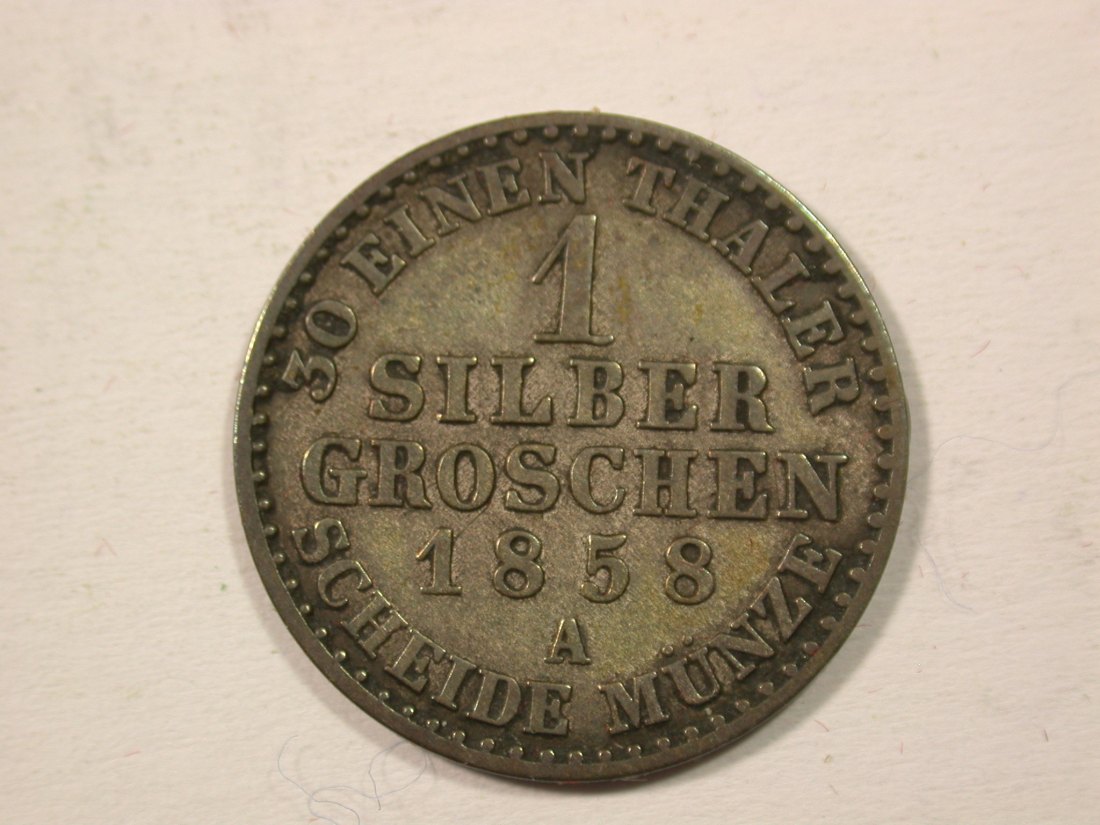 30 EINEN THALER
1
SILBER
GROSCHEN
1858
A
SCHEIDE MÜNZE